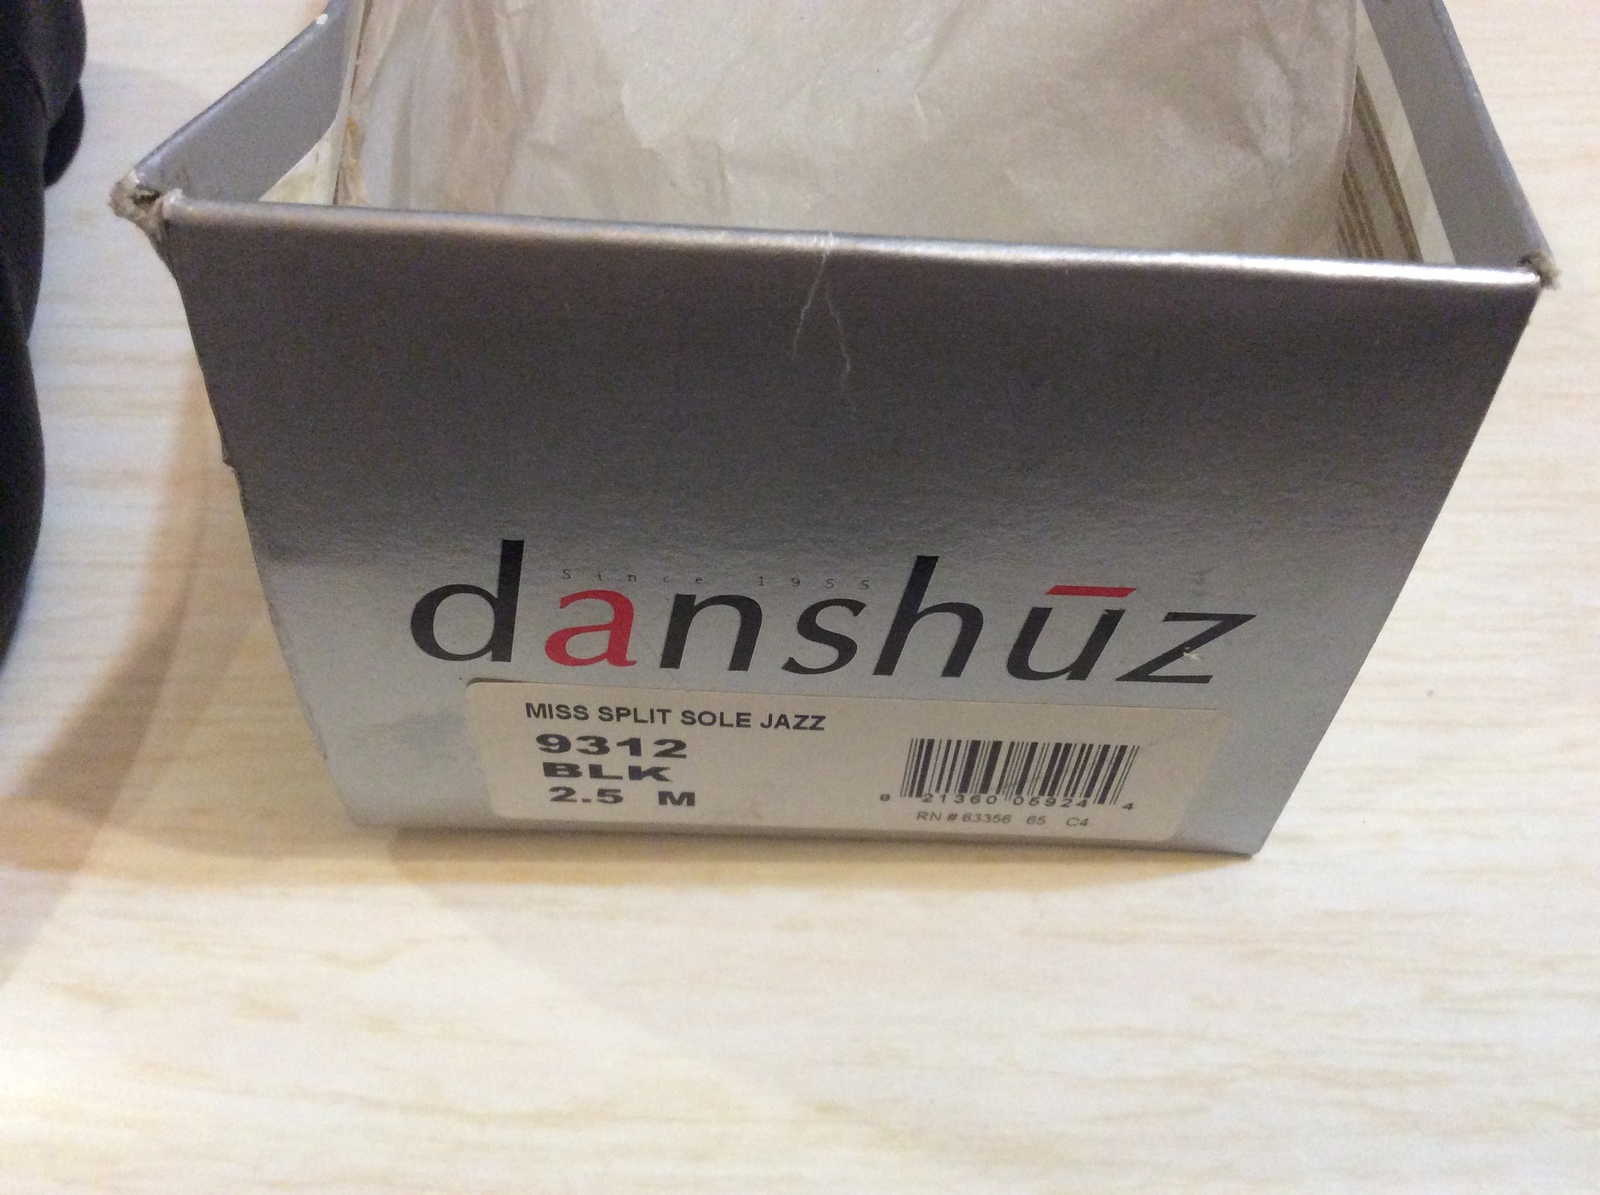 Since 1955
danshūz
MISS SPLIT SOLE JAZZ
9312
BLK
2.5 M
8 21360 05924 4
RN # 63356 65 C4